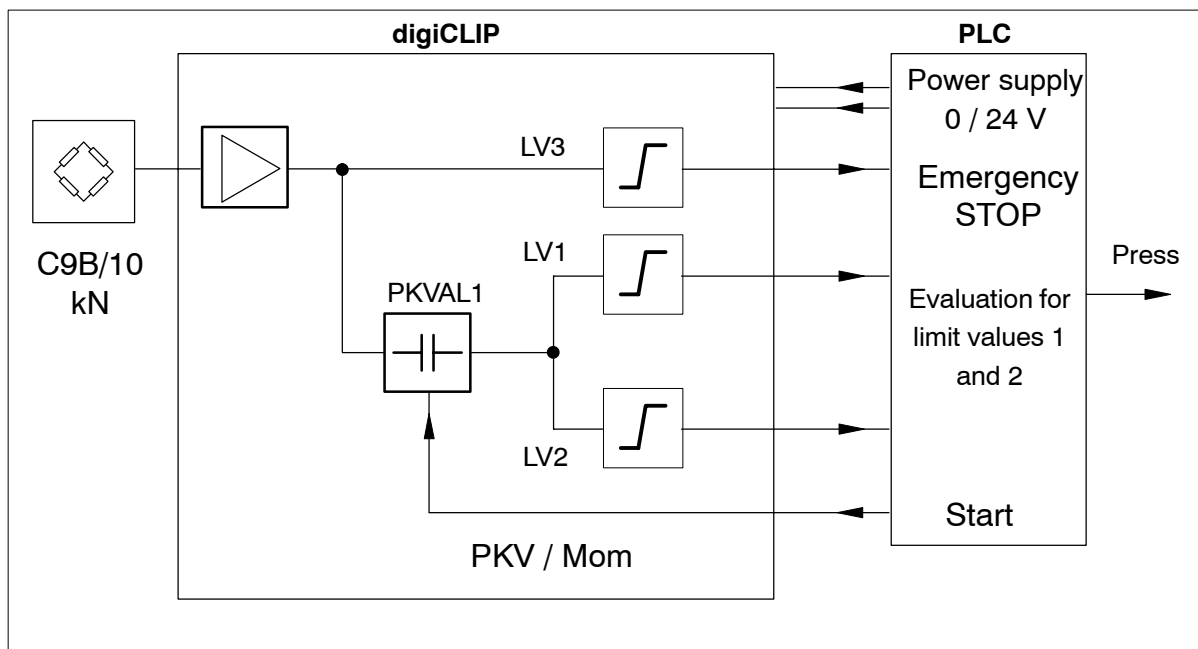 digiCLIP
PLC
Power supply
0 / 24 V
LV3
Emergency
STOP
C9B/10
kN
LV1
Press
PKVAL1
Evaluation for
limit values 1
and 2
LV2
Start
PKV / Mom